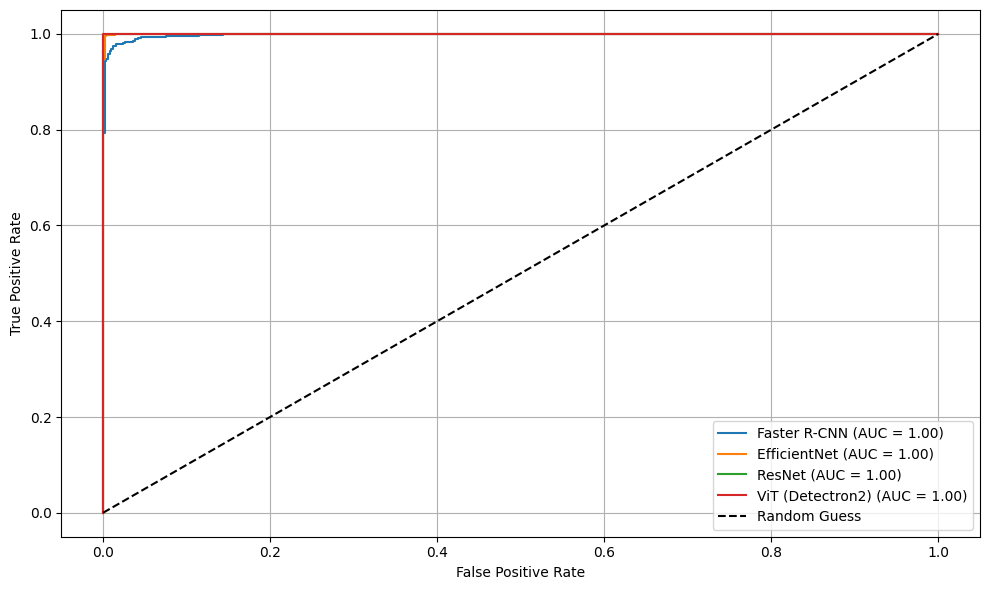 1.0
0.8
0.6
0.4
0.2
0.0
True Positive Rate
0.0 0.2 0.4 0.6 0.8 1.0
False Positive Rate
Faster R-CNN (AUC = 1.00)
EfficientNet (AUC = 1.00)
ResNet (AUC = 1.00)
ViT (Detectron2) (AUC = 1.00)
Random Guess